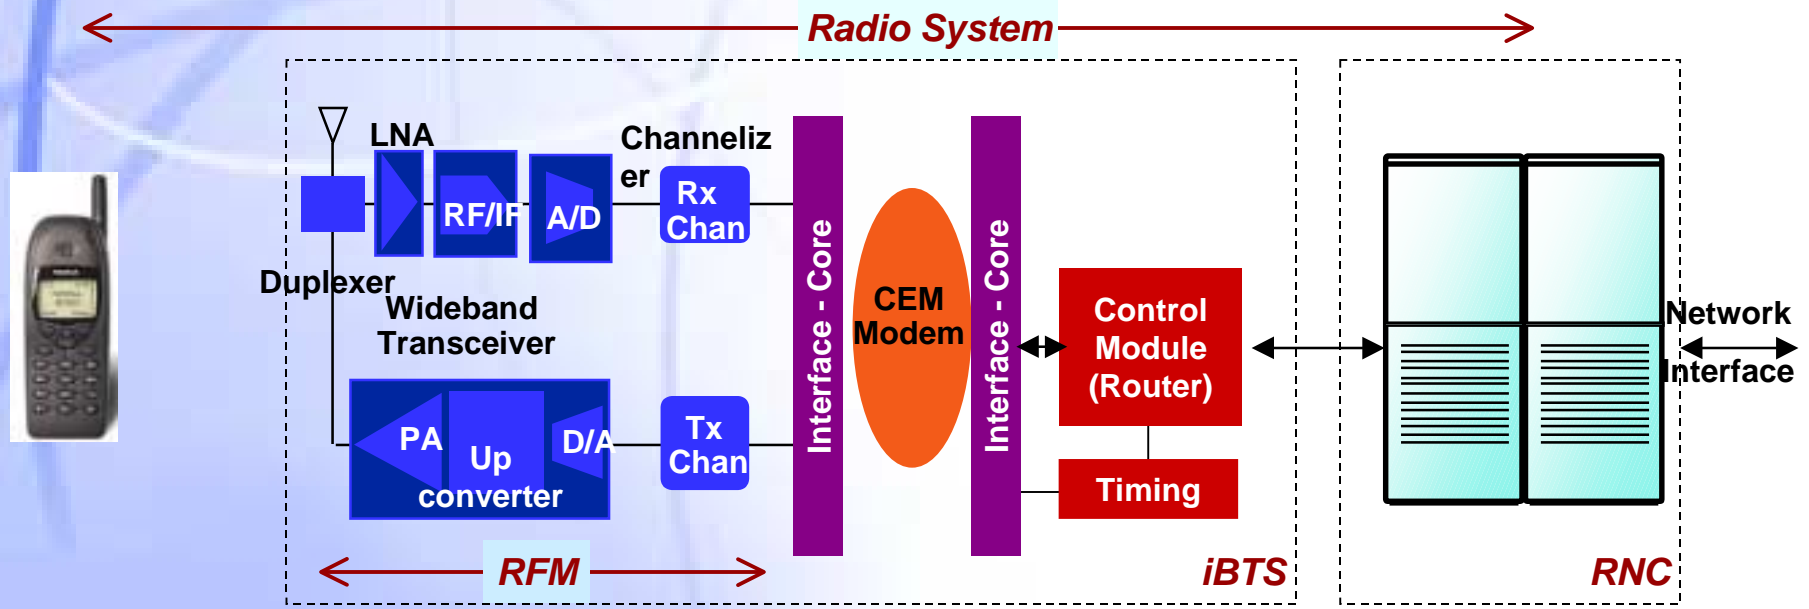 Radio System
LNA
Channeliz
er
RF/IF
A/D
Rx
Chan
Duplexer
Wideband
Transceiver
PA
Up
converter
D/A
Tx
Chan
Interface - Core
CEM
Modem
Interface - Core
Control
Module
(Router)
Timing
Network
Interface
RFM
iBTS
RNC